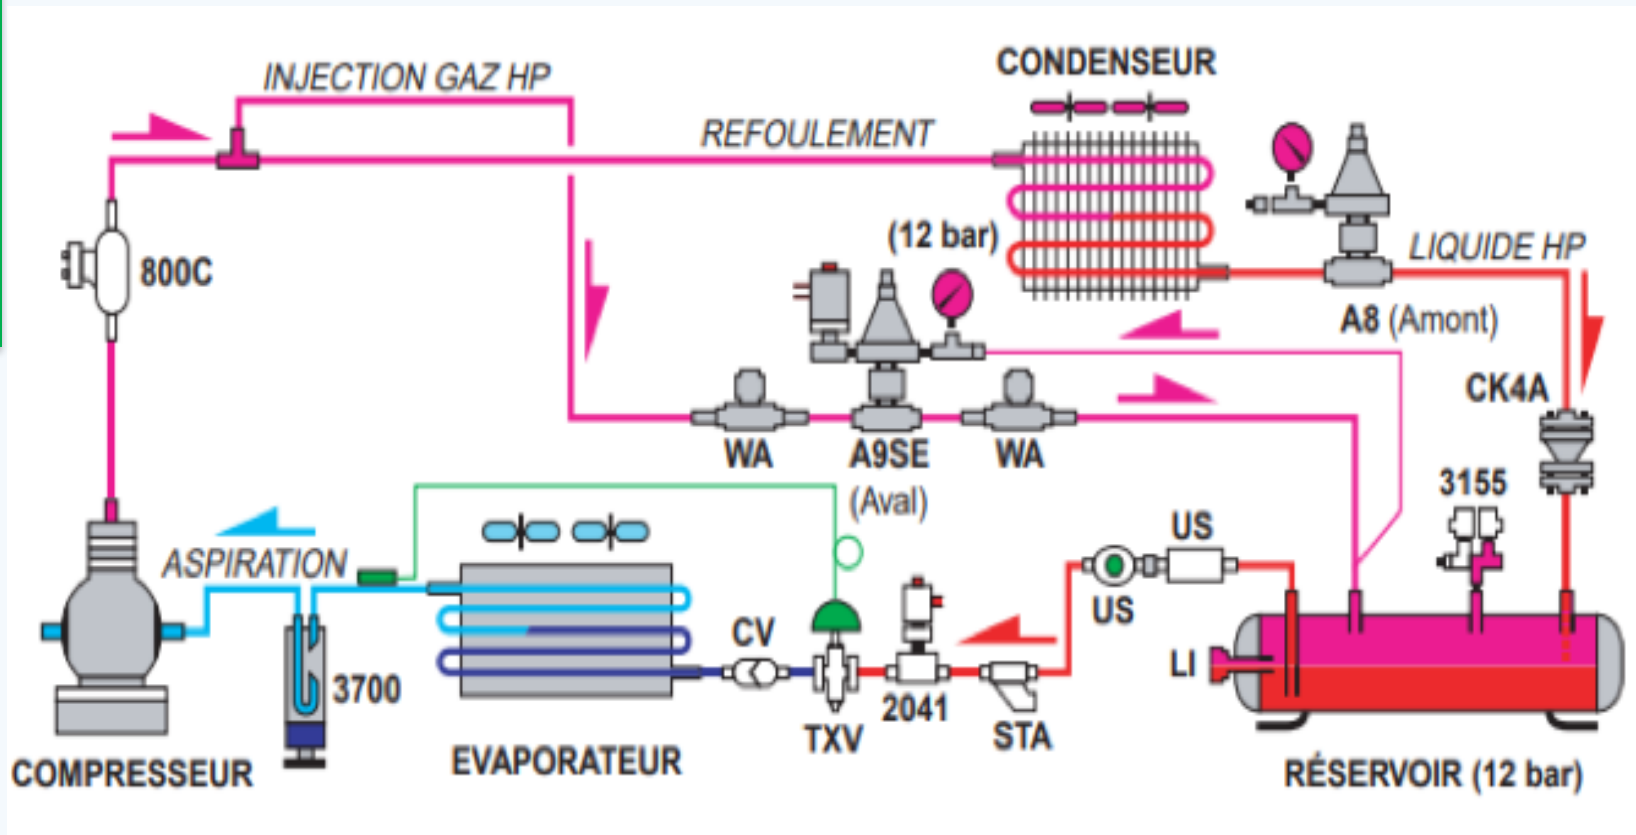 CONDENSEUR
INJECTION GAZ HP
REFOULEMENT
(12 bar)
LIQUIDE HP
800C
A8 (Amont)
CK4A
WA
A9SE
WA
(Aval)
3155
US
ASPIRATION
US
CV
LI
3700
2041
TXV
STA
EVAPORATEUR
COMPRESSEUR
RÉSERVOIR (12 bar)